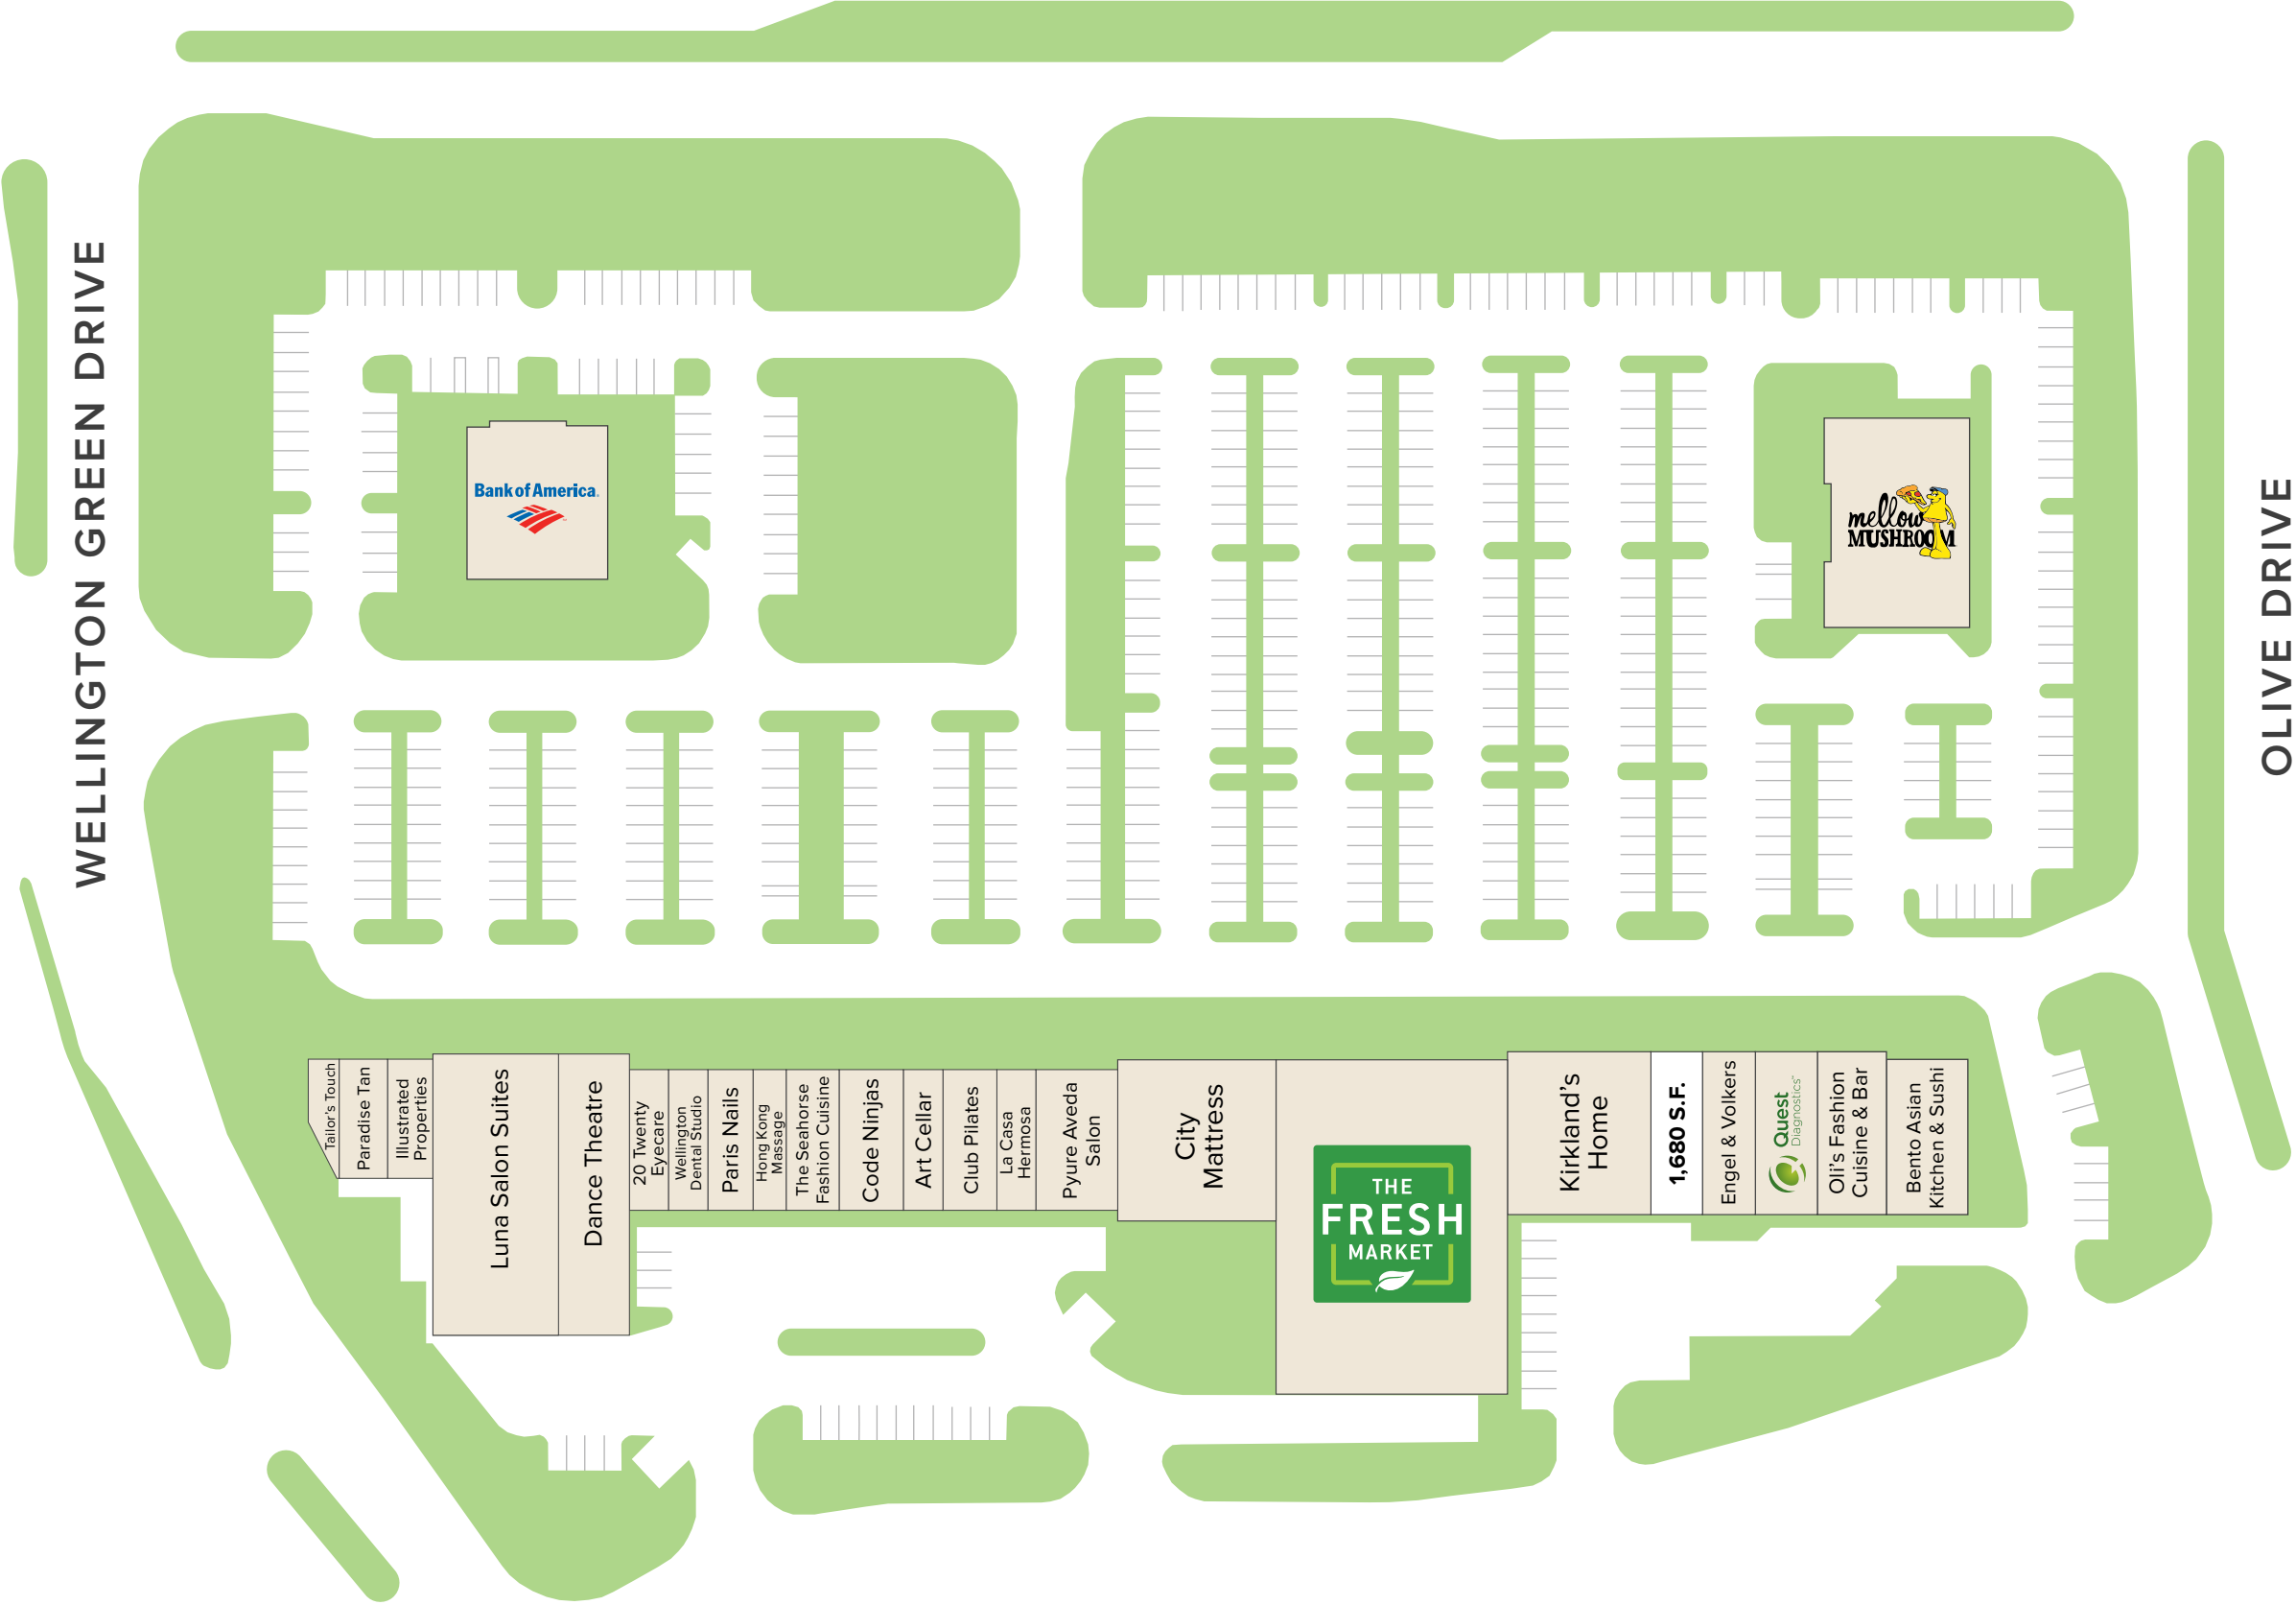 WELLINGTON GREEN DRIVE
Bank of America
mellow
MUSHROOM
OLIVE DRIVE
Tailor's Touch
Paradise Tan
Illustrated
Properties
Luna Salon Suites
Dance Theatre
20 Twenty
Eyecare
Wellington
Dental Studio
Paris Nails
Hong Kong
Massage
The Seahorse
Fashion Cuisine
Code Ninjas
Art Cellar
Club Pilates
La Casa
Hermosa
Pyure Aveda
Salon
City
Mattress
THE
FRESH
MARKET
Kirkland's
Home
1,680 S.F.
Engel & Volkers
Quest
Diagnostics™
Oli's Fashion
Cuisine & Bar
Bento Asian
Kitchen & Sushi